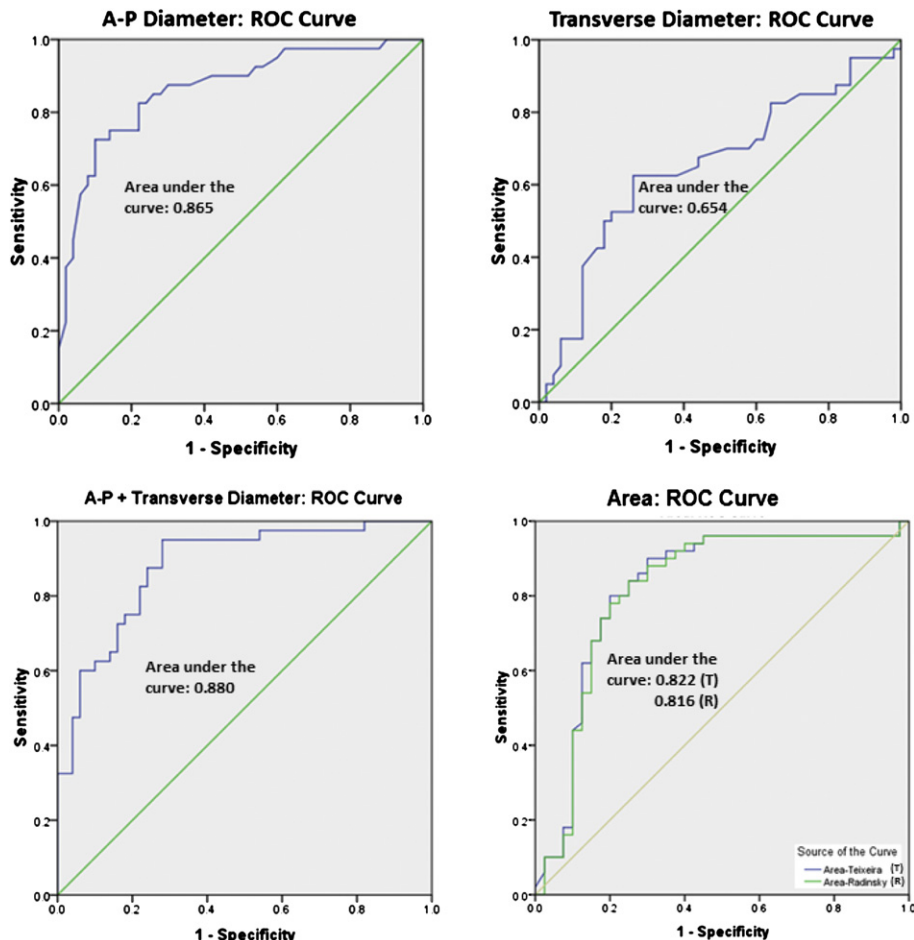 A-P Diameter: ROC Curve
1.0
0.8
0.6
0.4
0.2
0.0
Sensitivity
Area under the
curve: 0.865
0.0 0.2 0.4 0.6 0.8 1.0
1 - Specificity
Transverse Diameter: ROC Curve
1.0
0.8
0.6
0.4
0.2
0.0
Sensitivity
Area under the
curve: 0.654
0.0 0.2 0.4 0.6 0.8 1.0
1 - Specificity
A-P + Transverse Diameter: ROC Curve
1.0
0.8
0.6
0.4
0.2
0.0
Sensitivity
Area under the
curve: 0.880
0.0 0.2 0.4 0.6 0.8 1.0
1 - Specificity
Area: ROC Curve
1.0
0.8
0.6
0.4
0.2
0.0
Sensitivity
Area under the
curve: 0.822 (T)
0.816 (R)
Source of the Curve
Area-Teixeira (T)
Area-Radinsky (R)
0.0 0.2 0.4 0.6 0.8 1.0
1 - Specificity